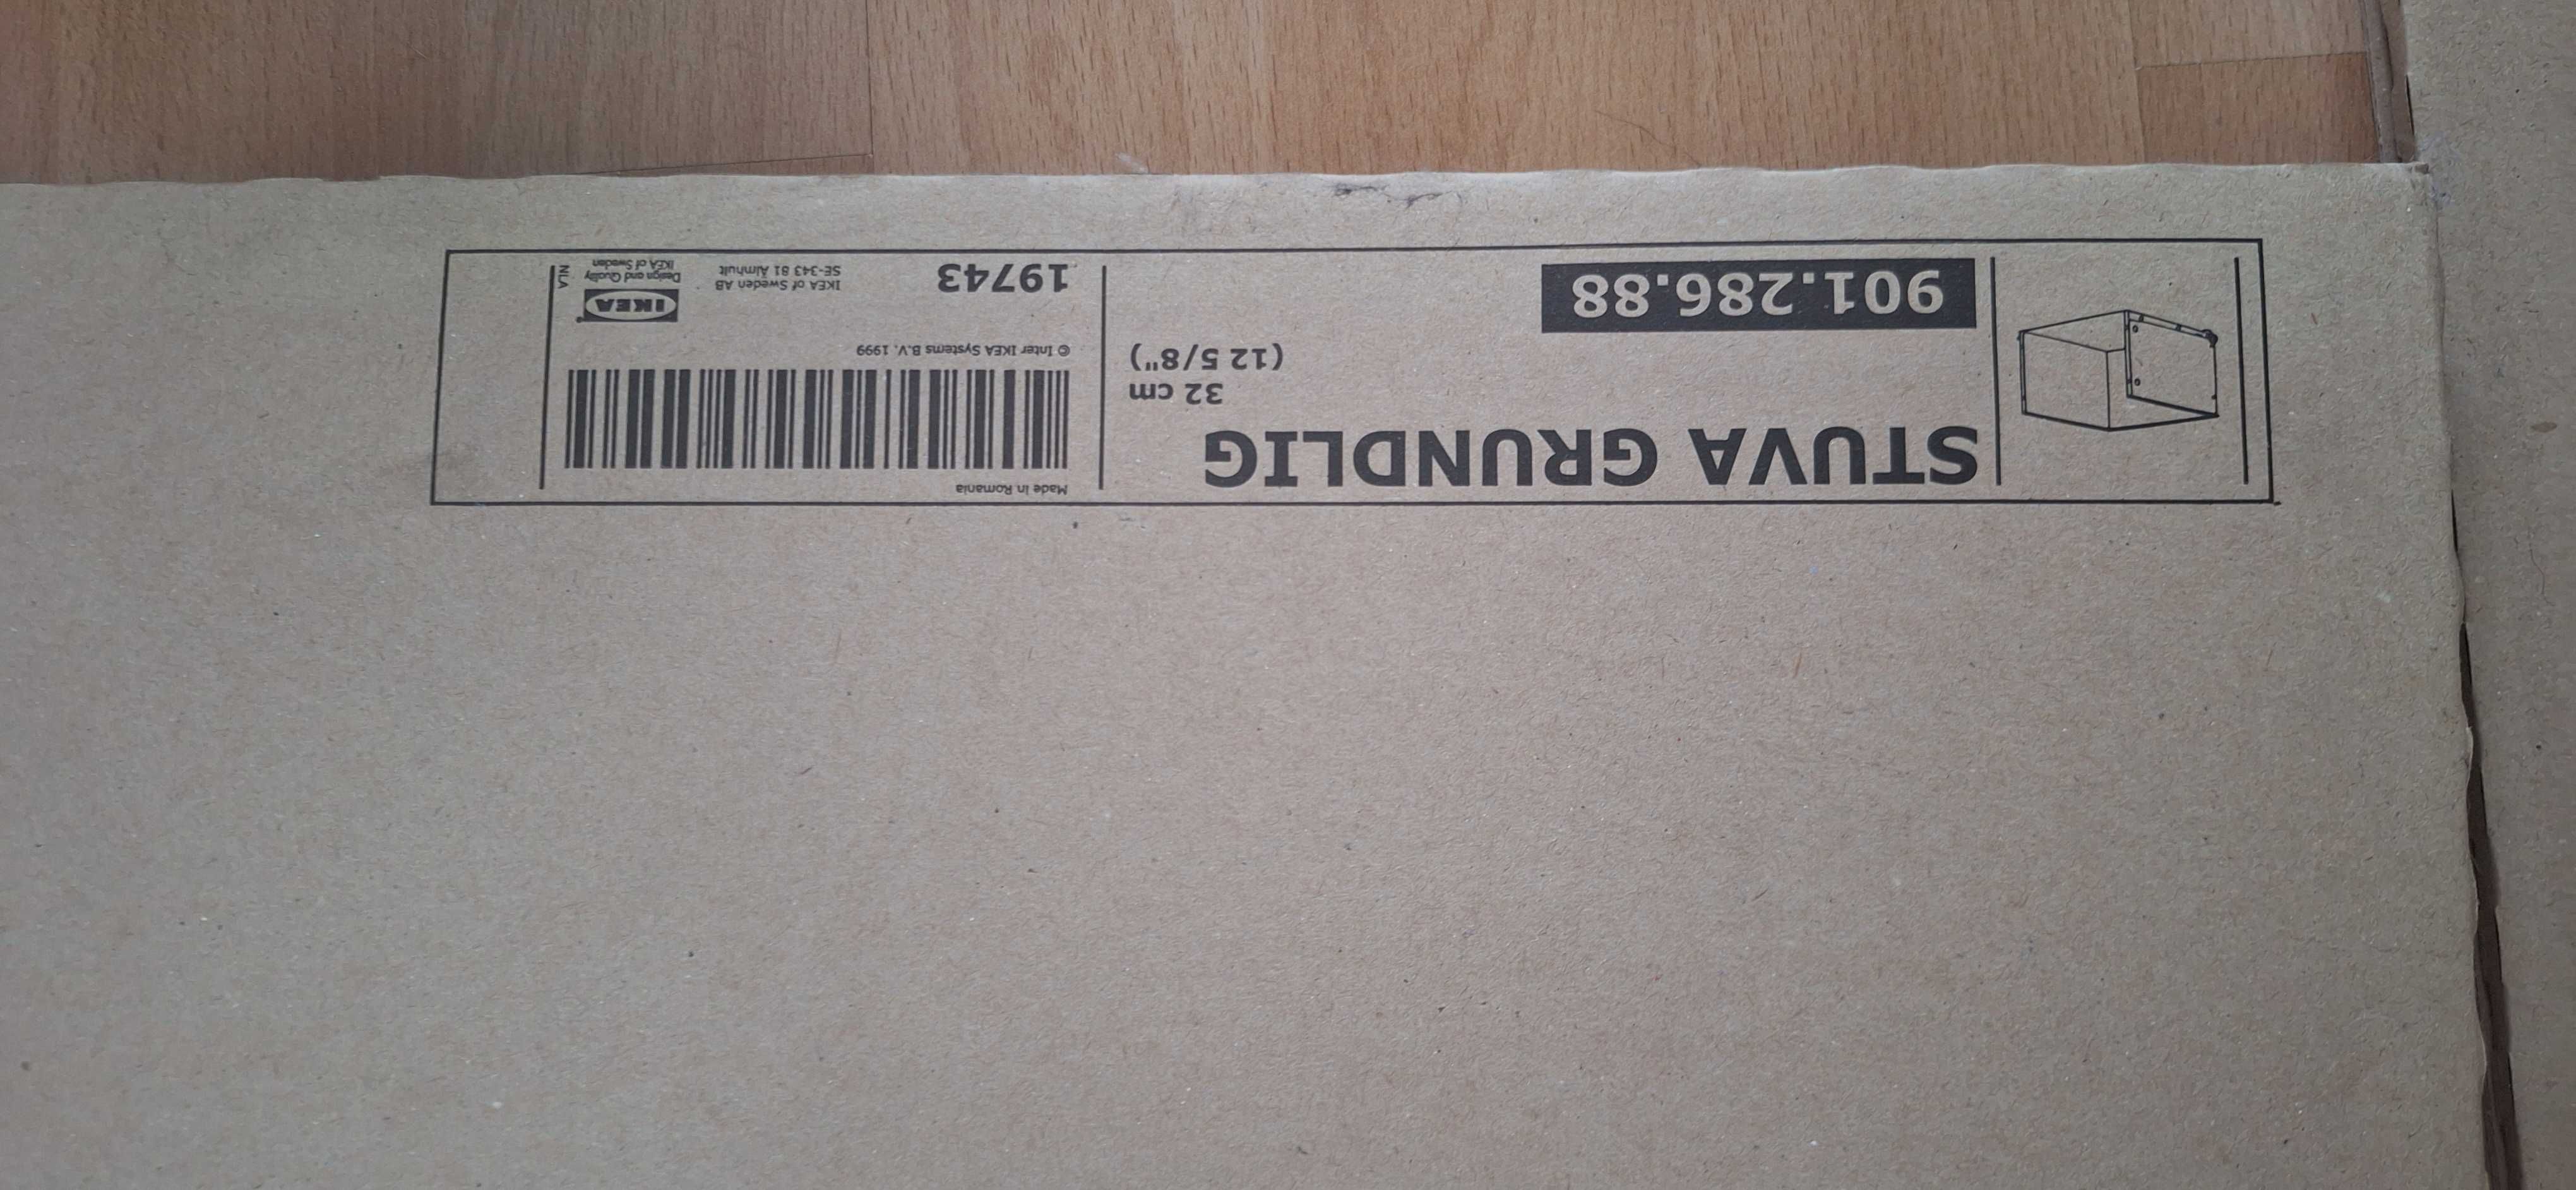 STUVA GRUNDLIG
32 cm
(12 5/8")
901.286.88
Made in Romania
© Inter IKEA Systems B.V. 1999
19743
IKEA of Sweden AB
SE-343 81 Älmhult
IKEA
Design and Quality
IKEA of Sweden
NLA